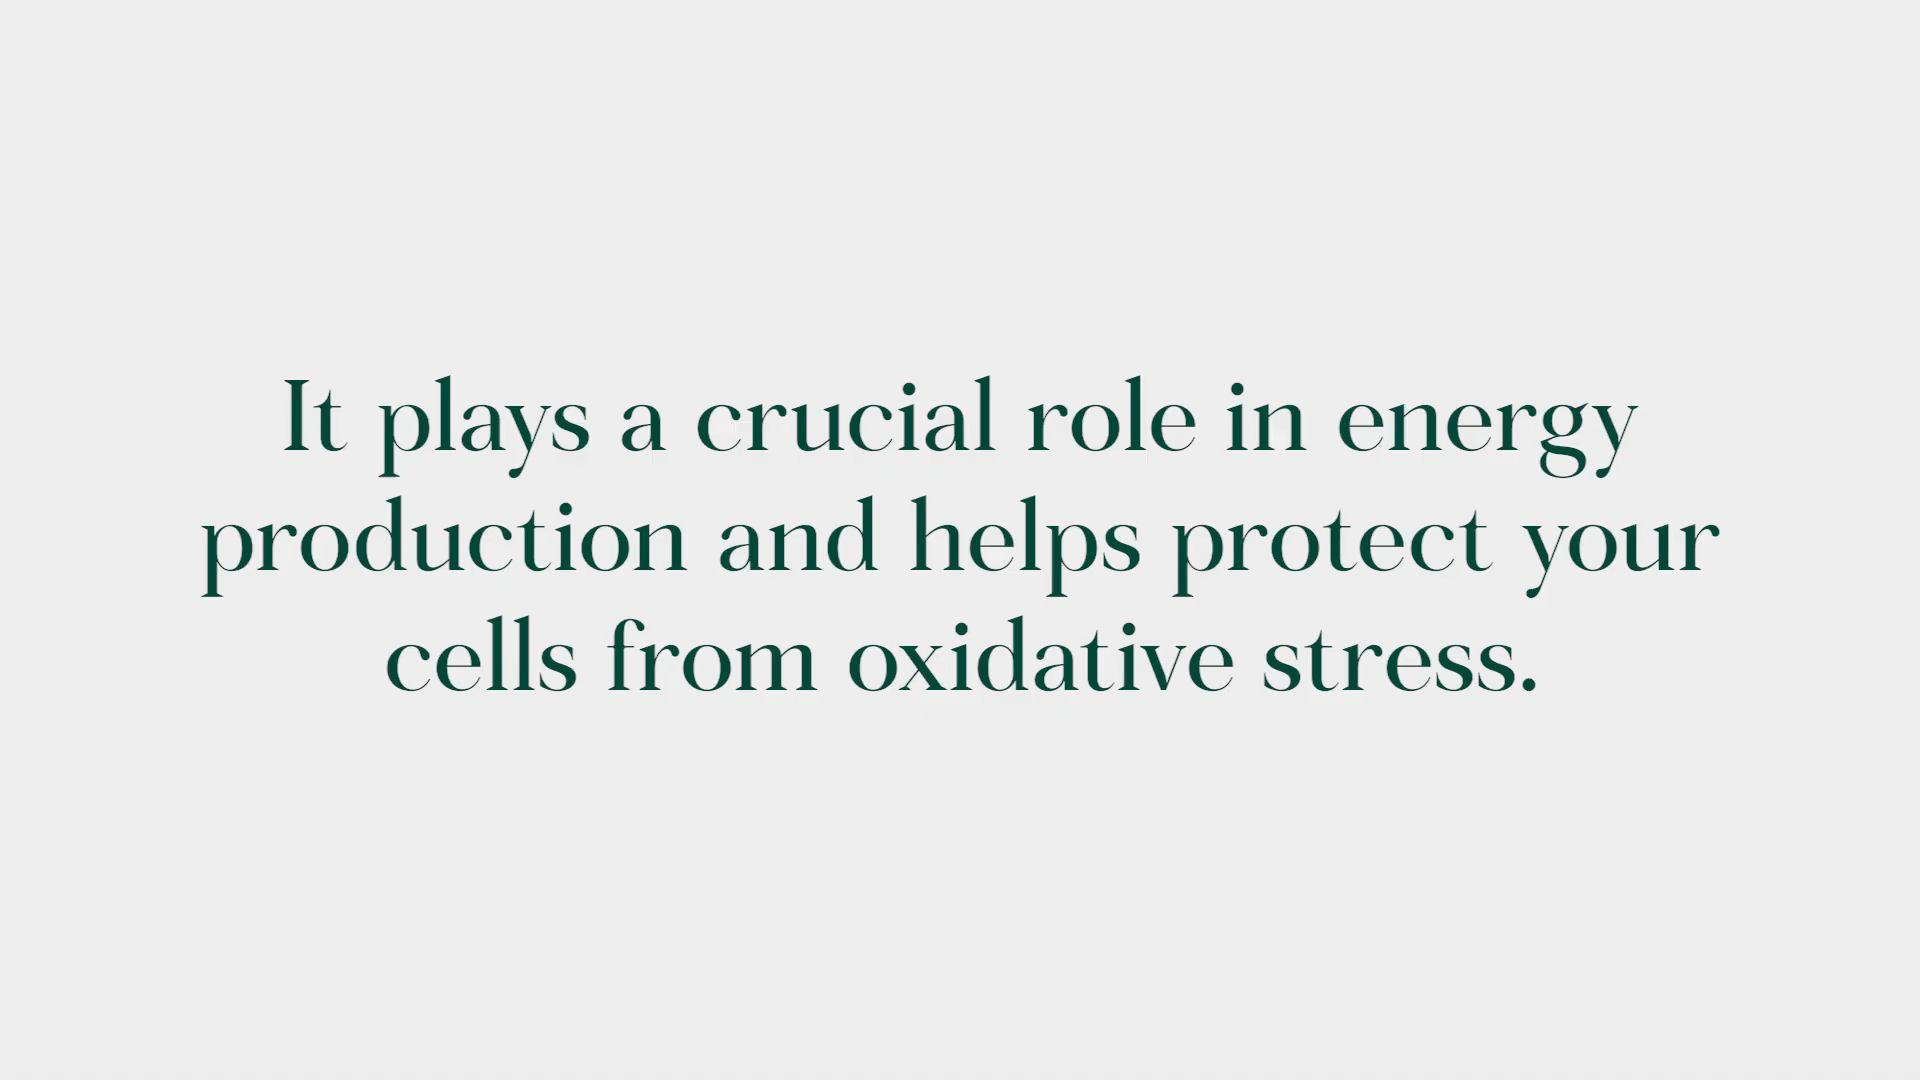 It plays a crucial role in energy
production and helps protect your
cells from oxidative stress.